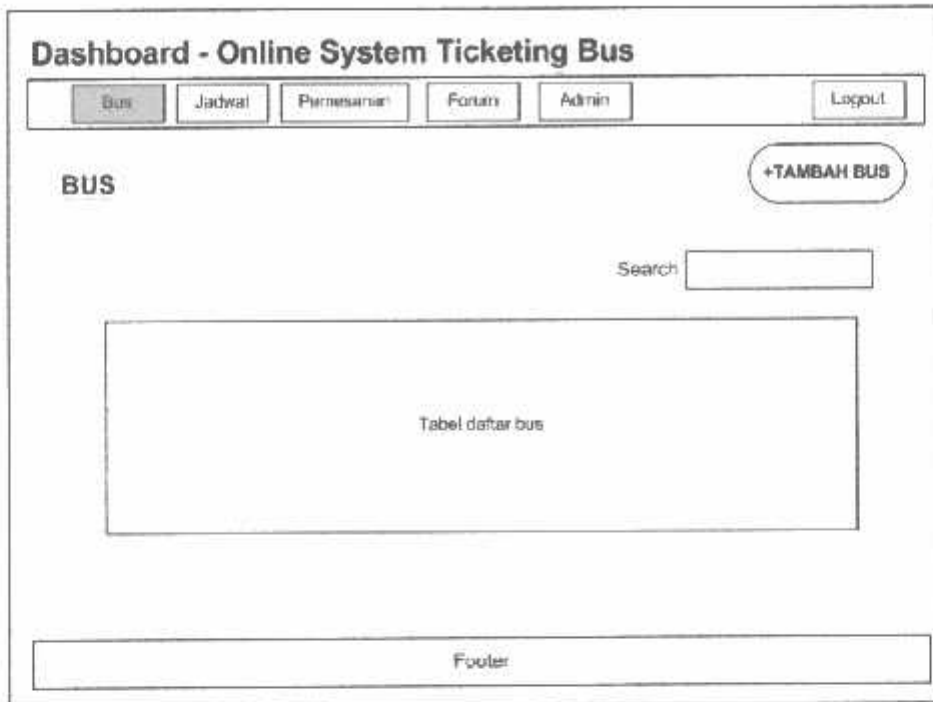 Dashboard - Online System Ticketing Bus
Bus Jadwal Pemesanan Forum Admin Logout
BUS +TAMBAH BUS
Search
Tabel daftar bus
Footer